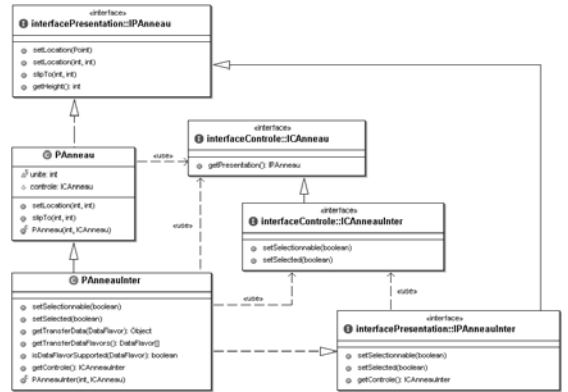 «interface»
interfacePresentation::IPAnneau
setLocation(Point)
setLocation(int, int)
slipTo(int, int)
getHeight(): int
PAnneau
unite: int
controle: ICAnneau
setLocation(int, int)
slipTo(int, int)
PAnneau(int, ICAnneau)
«use»
«interface»
interfaceControle::ICAnneau
getPresentation(): IPAnneau
«use»
«interface»
interfaceControle::ICAnneauInter
setSelectionnable(boolean)
setSelected(boolean)
PAnneauInter
setSelectionnable(boolean)
setSelected(boolean)
getTransferData(DataFlavor): Object
getTransferDataFlavors(): DataFlavor[]
isDataFlavorSupported(DataFlavor): boolean
getControle(): ICAnneauInter
PAnneauInter(int, ICAnneau)
«use»
«use»
«interface»
interfacePresentation::IPAnneauInter
setSelectionnable(boolean)
setSelected(boolean)
getControle(): ICAnneauInter